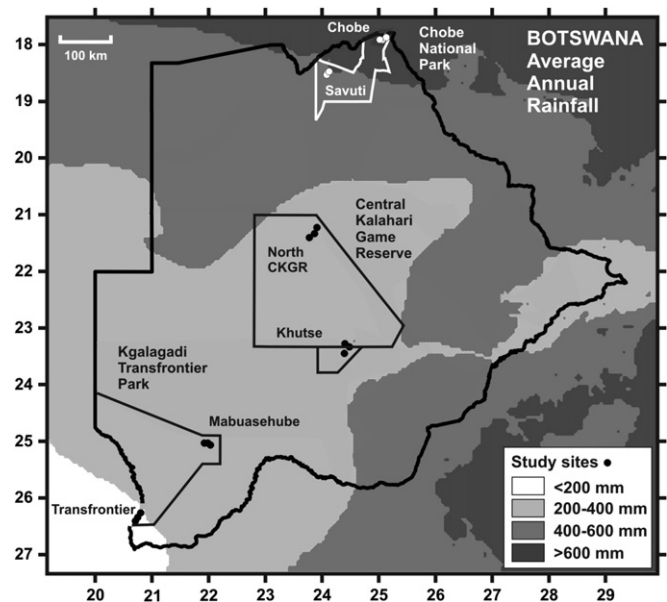 Chobe
Chobe
National
Park
BOTSWANA
Average
Annual
Rainfall
100 km
Savuti
Central
Kalahari
Game
Reserve
North
CKGR
Khutse
Kgalagadi
Transfrontier
Park
Mabuasehube
Transfrontier
Study sites
<200 mm
200-400 mm
400-600 mm
>600 mm
18
19
20
21
22
23
24
25
26
27
20 21 22 23 24 25 26 27 28 29